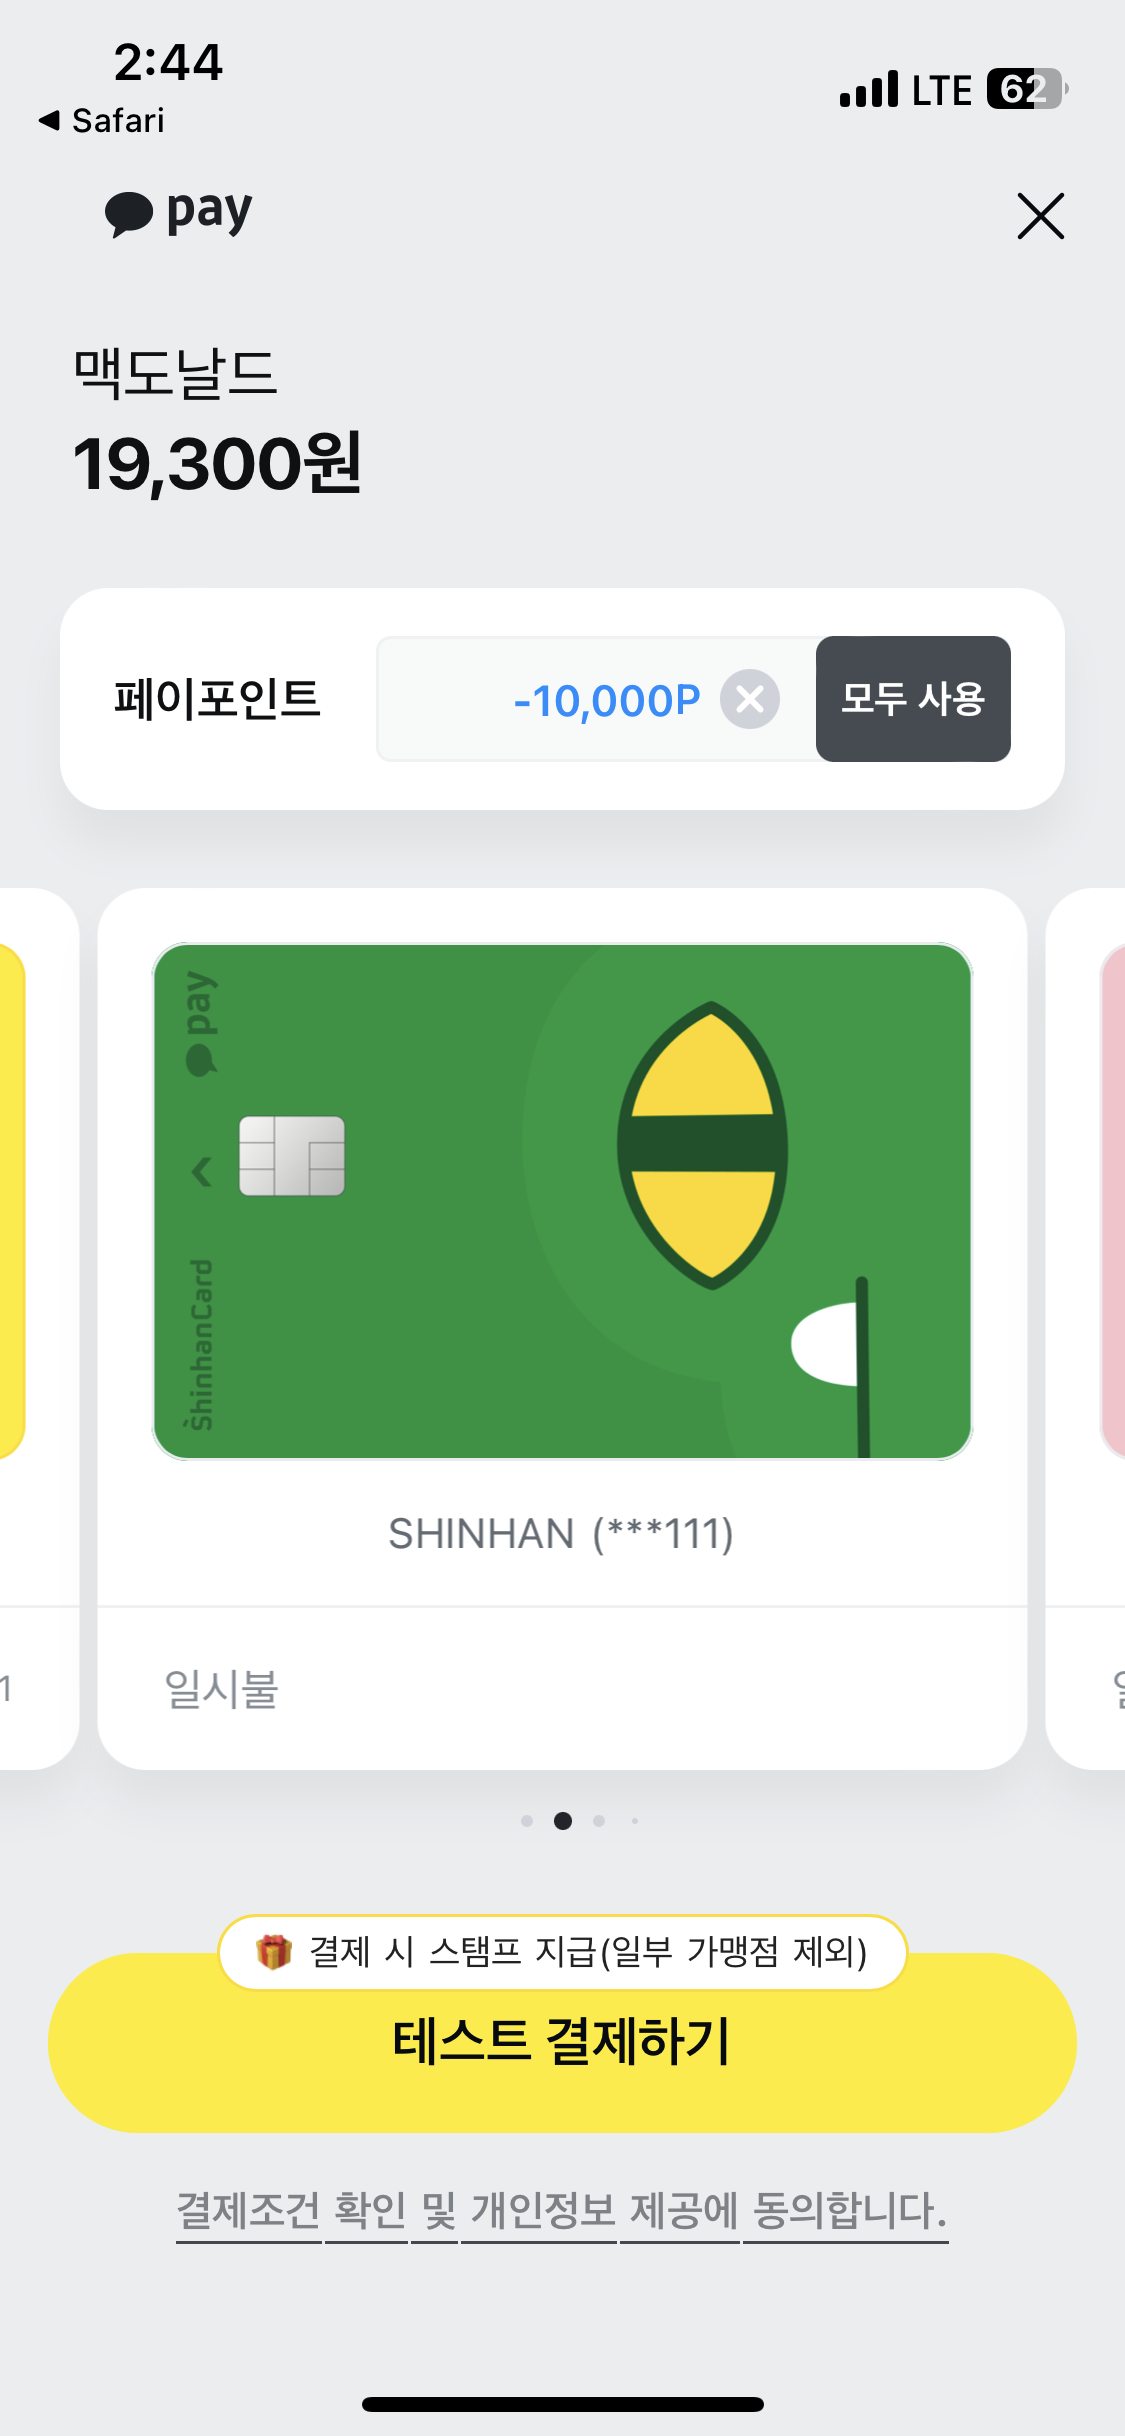 2:44
LTE 62
◀ Safari
pay
맥도날드
19,300원
페이포인트
-10,000P
모두 사용
pay
ShinhanCard
SHINHAN (***111)
1
일시불
🎁 결제 시 스탬프 지급(일부 가맹점 제외)
테스트 결제하기
결제조건 확인 및 개인정보 제공에 동의합니다.